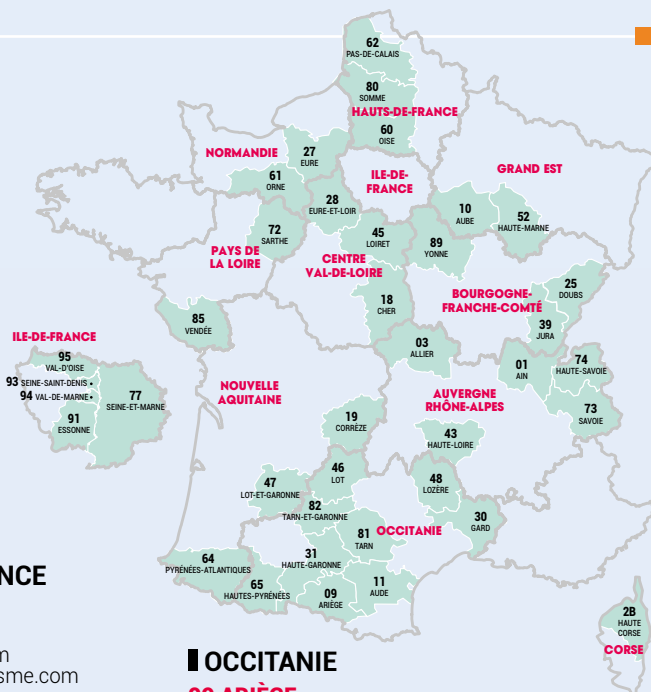 62
PAS-DE-CALAIS
80
SOMME
HAUTS-DE-FRANCE
60
OISE
NORMANDIE
27
EURE
61
ORNE
ILE-DE-
FRANCE
GRAND EST
28
EURE-ET-LOIR
10
AUBE
52
HAUTE-MARNE
72
SARTHE
45
LOIRET
89
YONNE
PAYS DE
LA LOIRE
CENTRE
VAL-DE-LOIRE
18
CHER
BOURGOGNE-
FRANCHE-COMTÉ
25
DOUBS
39
JURA
85
VENDÉE
ILE-DE-FRANCE
95
VAL-D'OISE
93 SEINE-SAINT-DENIS
94 VAL-DE-MARNE
77
SEINE-ET-MARNE
91
ESSONNE
03
ALLIER
01
AIN
74
HAUTE-SAVOIE
73
SAVOIE
NOUVELLE
AQUITAINE
AUVERGNE
RHÔNE-ALPES
19
CORRÈZE
43
HAUTE-LOIRE
46
LOT
47
LOT-ET-GARONNE
48
LOZÈRE
82
TARN-ET-GARONNE
81
TARN
OCCITANIE
30
GARD
31
HAUTE-GARONNE
64
PYRÉNÉES-ATLANTIQUES
65
HAUTES-PYRÉNÉES
09
ARIÈGE
11
AUDE
2B
HAUTE
CORSE
CORSE
NCE
sme.com
OCCITANIE
09 ARIÈGE